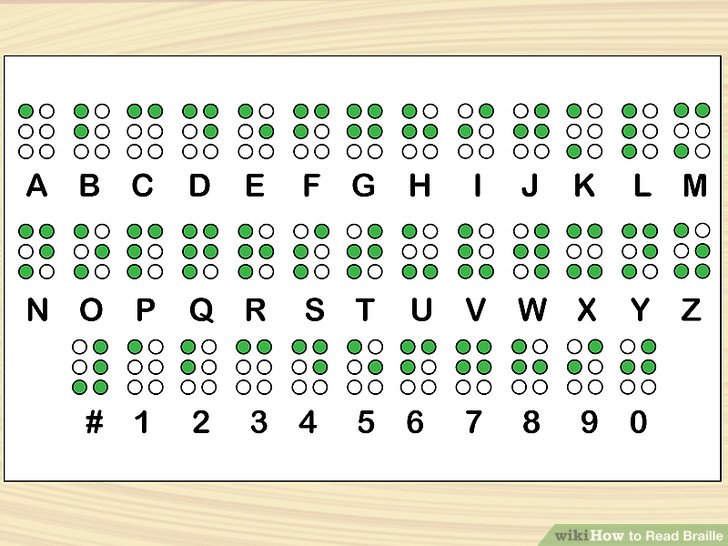 A B C D E F G H I J K L M
N O P Q R S T U V W X Y Z
# 1 2 3 4 5 6 7 8 9 0
wikiHow to Read Braille